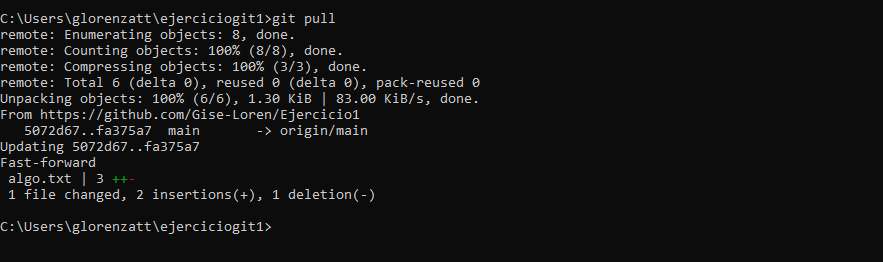 C:\Users\glorenzatt\ejerciciogit1>git pull
remote: Enumerating objects: 8, done.
remote: Counting objects: 100% (8/8), done.
remote: Compressing objects: 100% (3/3), done.
remote: Total 6 (delta 0), reused 0 (delta 0), pack-reused 0
Unpacking objects: 100% (6/6), 1.30 KiB | 83.00 KiB/s, done.
From https://github.com/Gise-Loren/Ejercicio1
   5072d67..fa375a7  main       -> origin/main
Updating 5072d67..fa375a7
Fast-forward
 algo.txt | 3 ++-
 1 file changed, 2 insertions(+), 1 deletion(-)
C:\Users\glorenzatt\ejerciciogit1>